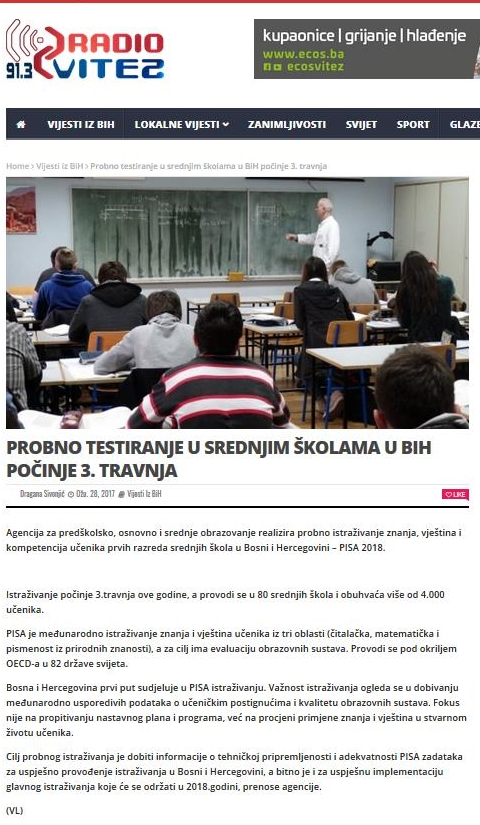 RADIO
91.3 VITEZ
kupaonice | grijanje | hlađenje
www.ecos.ba
ecosvitez
VIJESTI IZ BIH LOKALNE VIJESTI ZANIMLJIVOSTI SVIJET SPORT GLAZB
Home › Vijesti iz BiH › Probno testiranje u srednjim školama u BiH počinje 3. travnja
PROBNO TESTIRANJE U SREDNJIM ŠKOLAMA U BIH
POČINJE 3. TRAVNJA
Dragana Sivonjić Ožu. 28, 2017 Vijesti Iz BiH
LIKE
Agencija za predškolsko, osnovno i srednje obrazovanje realizira probno istraživanje znanja, vještina i
kompetencija učenika prvih razreda srednjih škola u Bosni i Hercegovini – PISA 2018.
Istraživanje počinje 3.travnja ove godine, a provodi se u 80 srednjih škola i obuhvaća više od 4.000
učenika.
PISA je međunarodno istraživanje znanja i vještina učenika iz tri oblasti (čitalačka, matematička i
pismenost iz prirodnih znanosti), a za cilj ima evaluaciju obrazovnih sustava. Provodi se pod okriljem
OECD-a u 82 države svijeta.
Bosna i Hercegovina prvi put sudjeluje u PISA istraživanju. Važnost istraživanja ogleda se u dobivanju
međunarodno usporedivih podataka o učeničkim postignućima i kvalitetu obrazovnih sustava. Fokus
nije na propitivanju nastavnog plana i programa, već na procjeni primjene znanja i vještina u stvarnom
životu učenika.
Cilj probnog istraživanja je dobiti informacije o tehničkoj pripremljenosti i adekvatnosti PISA zadataka
za uspješno provođenje istraživanja u Bosni i Hercegovini, a bitno je i za uspješnu implementaciju
glavnog istraživanja koje će se održati u 2018.godini, prenose agencije.
(VL)